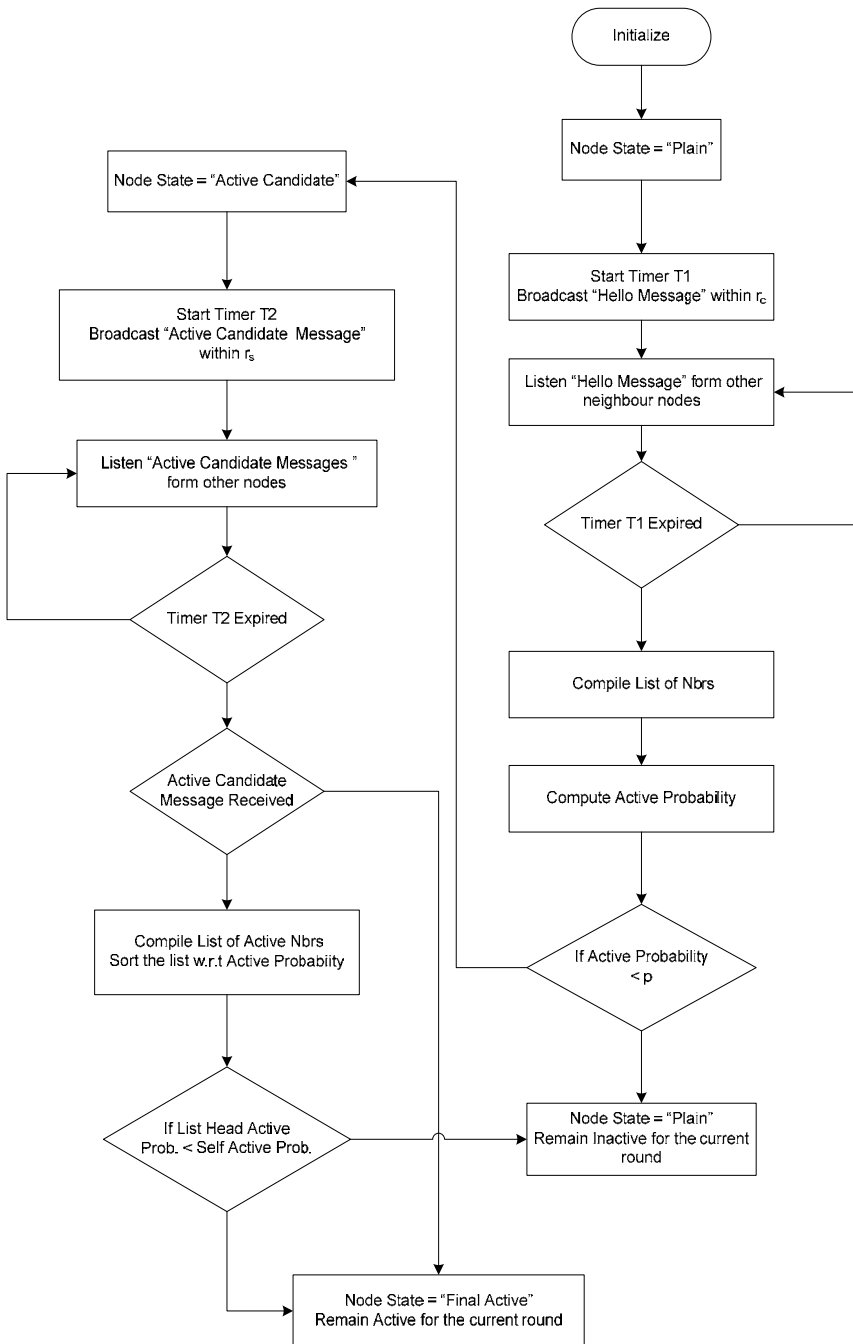 Initialize
Node State = “Plain”
Start Timer T1
Broadcast “Hello Message” within rc
Listen “Hello Message” form other
neighbour nodes
Timer T1 Expired
Compile List of Nbrs
Compute Active Probability
If Active Probability
< p
Node State = “Plain”
Remain Inactive for the current
round
Node State = “Active Candidate”
Start Timer T2
Broadcast “Active Candidate Message”
within rs
Listen “Active Candidate Messages ”
form other nodes
Timer T2 Expired
Active Candidate
Message Received
Compile List of Active Nbrs
Sort the list w.r.t Active Probabiity
If List Head Active
Prob. < Self Active Prob.
Node State = “Final Active”
Remain Active for the current round